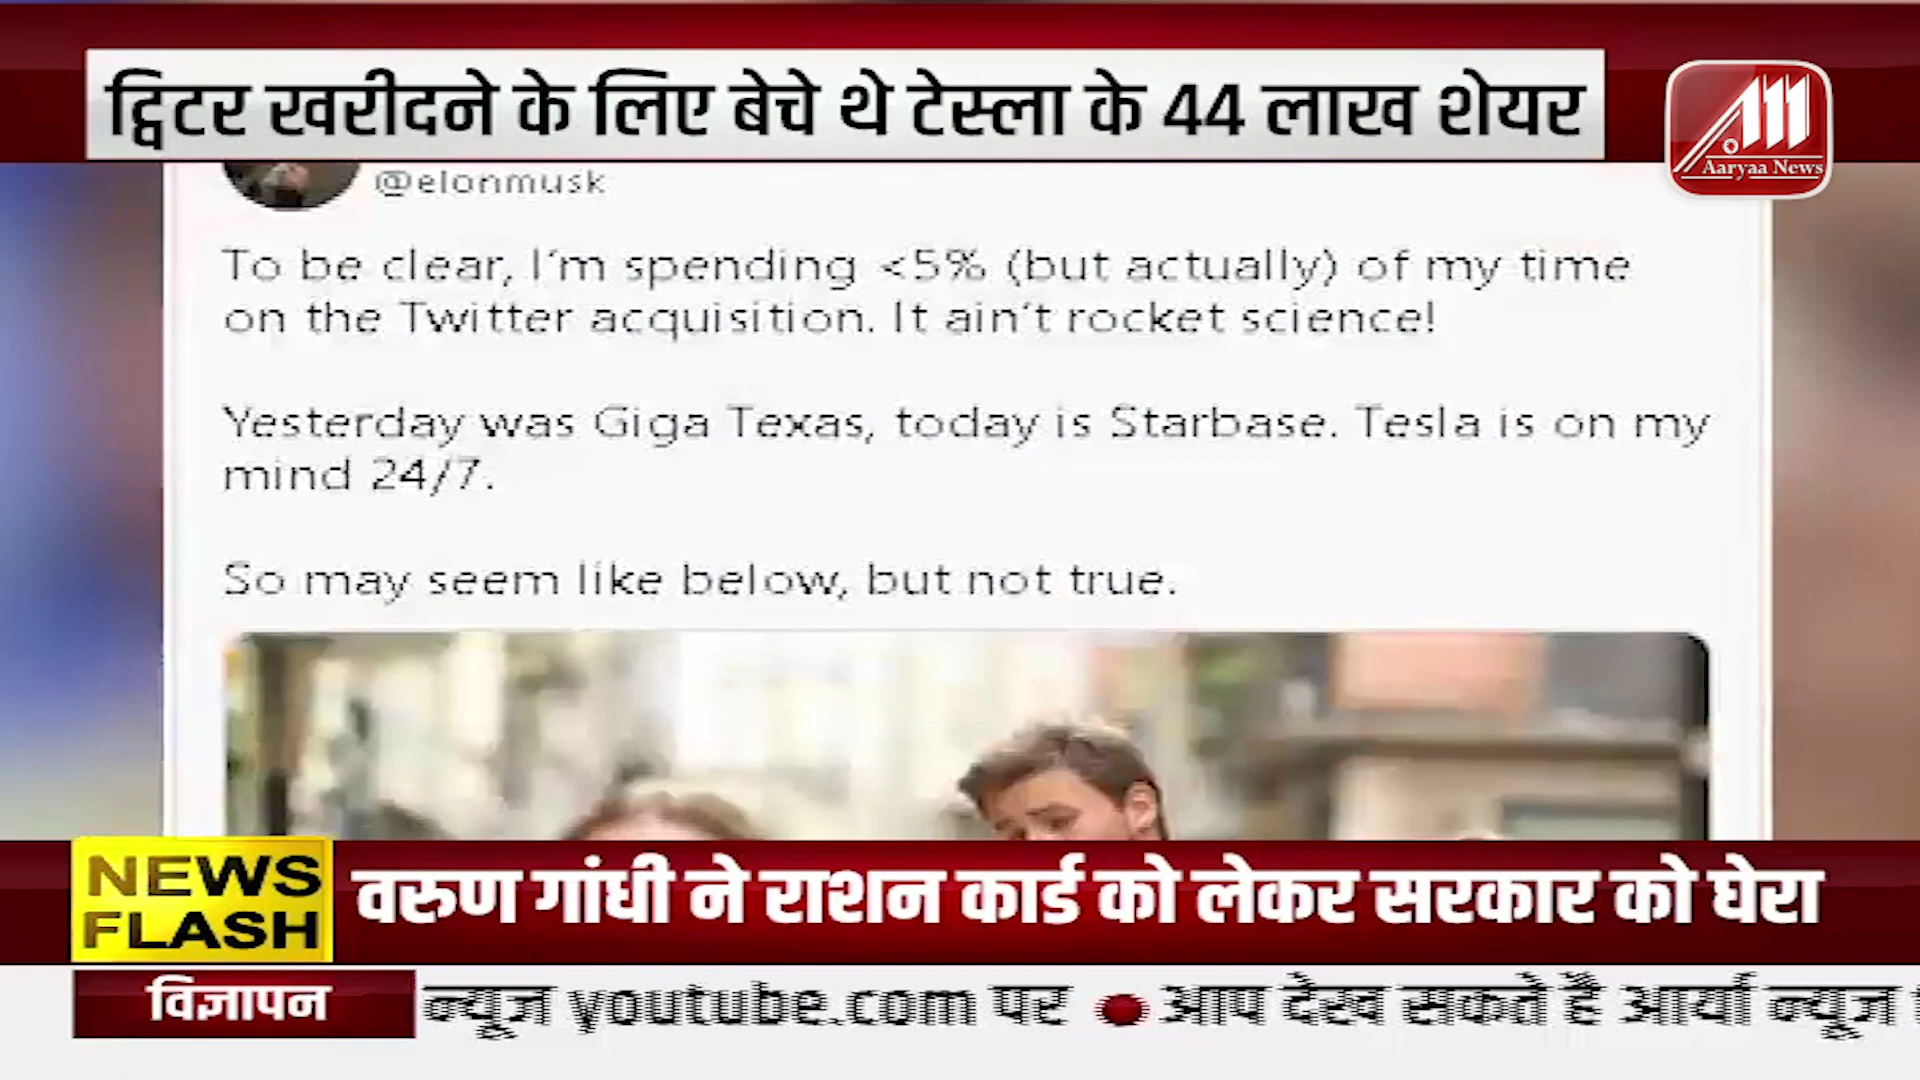 ट्विटर खरीदने के लिए बेचे थे टेस्ला के 44 लाख शेयर
Aaryaa News
@elonmusk
To be clear, I'm spending <5% (but actually) of my time
on the Twitter acquisition. It ain't rocket science!
Yesterday was Giga Texas, today is Starbase. Tesla is on my
mind 24/7.
So may seem like below, but not true.
NEWS
FLASH
वरुण गांधी ने राशन कार्ड को लेकर सरकार को घेरा
विज्ञापन
न्यूज youtube.com पर ● आप देख सकते हैं आर्या न्यूज